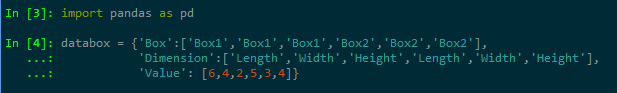 In [3]: import pandas as pd
In [4]: databox = {'Box':['Box1','Box1','Box1','Box2','Box2','Box2'],
...: 'Dimension':['Length','Width','Height','Length','Width','Height'],
...: 'Value': [6,4,2,5,3,4]}